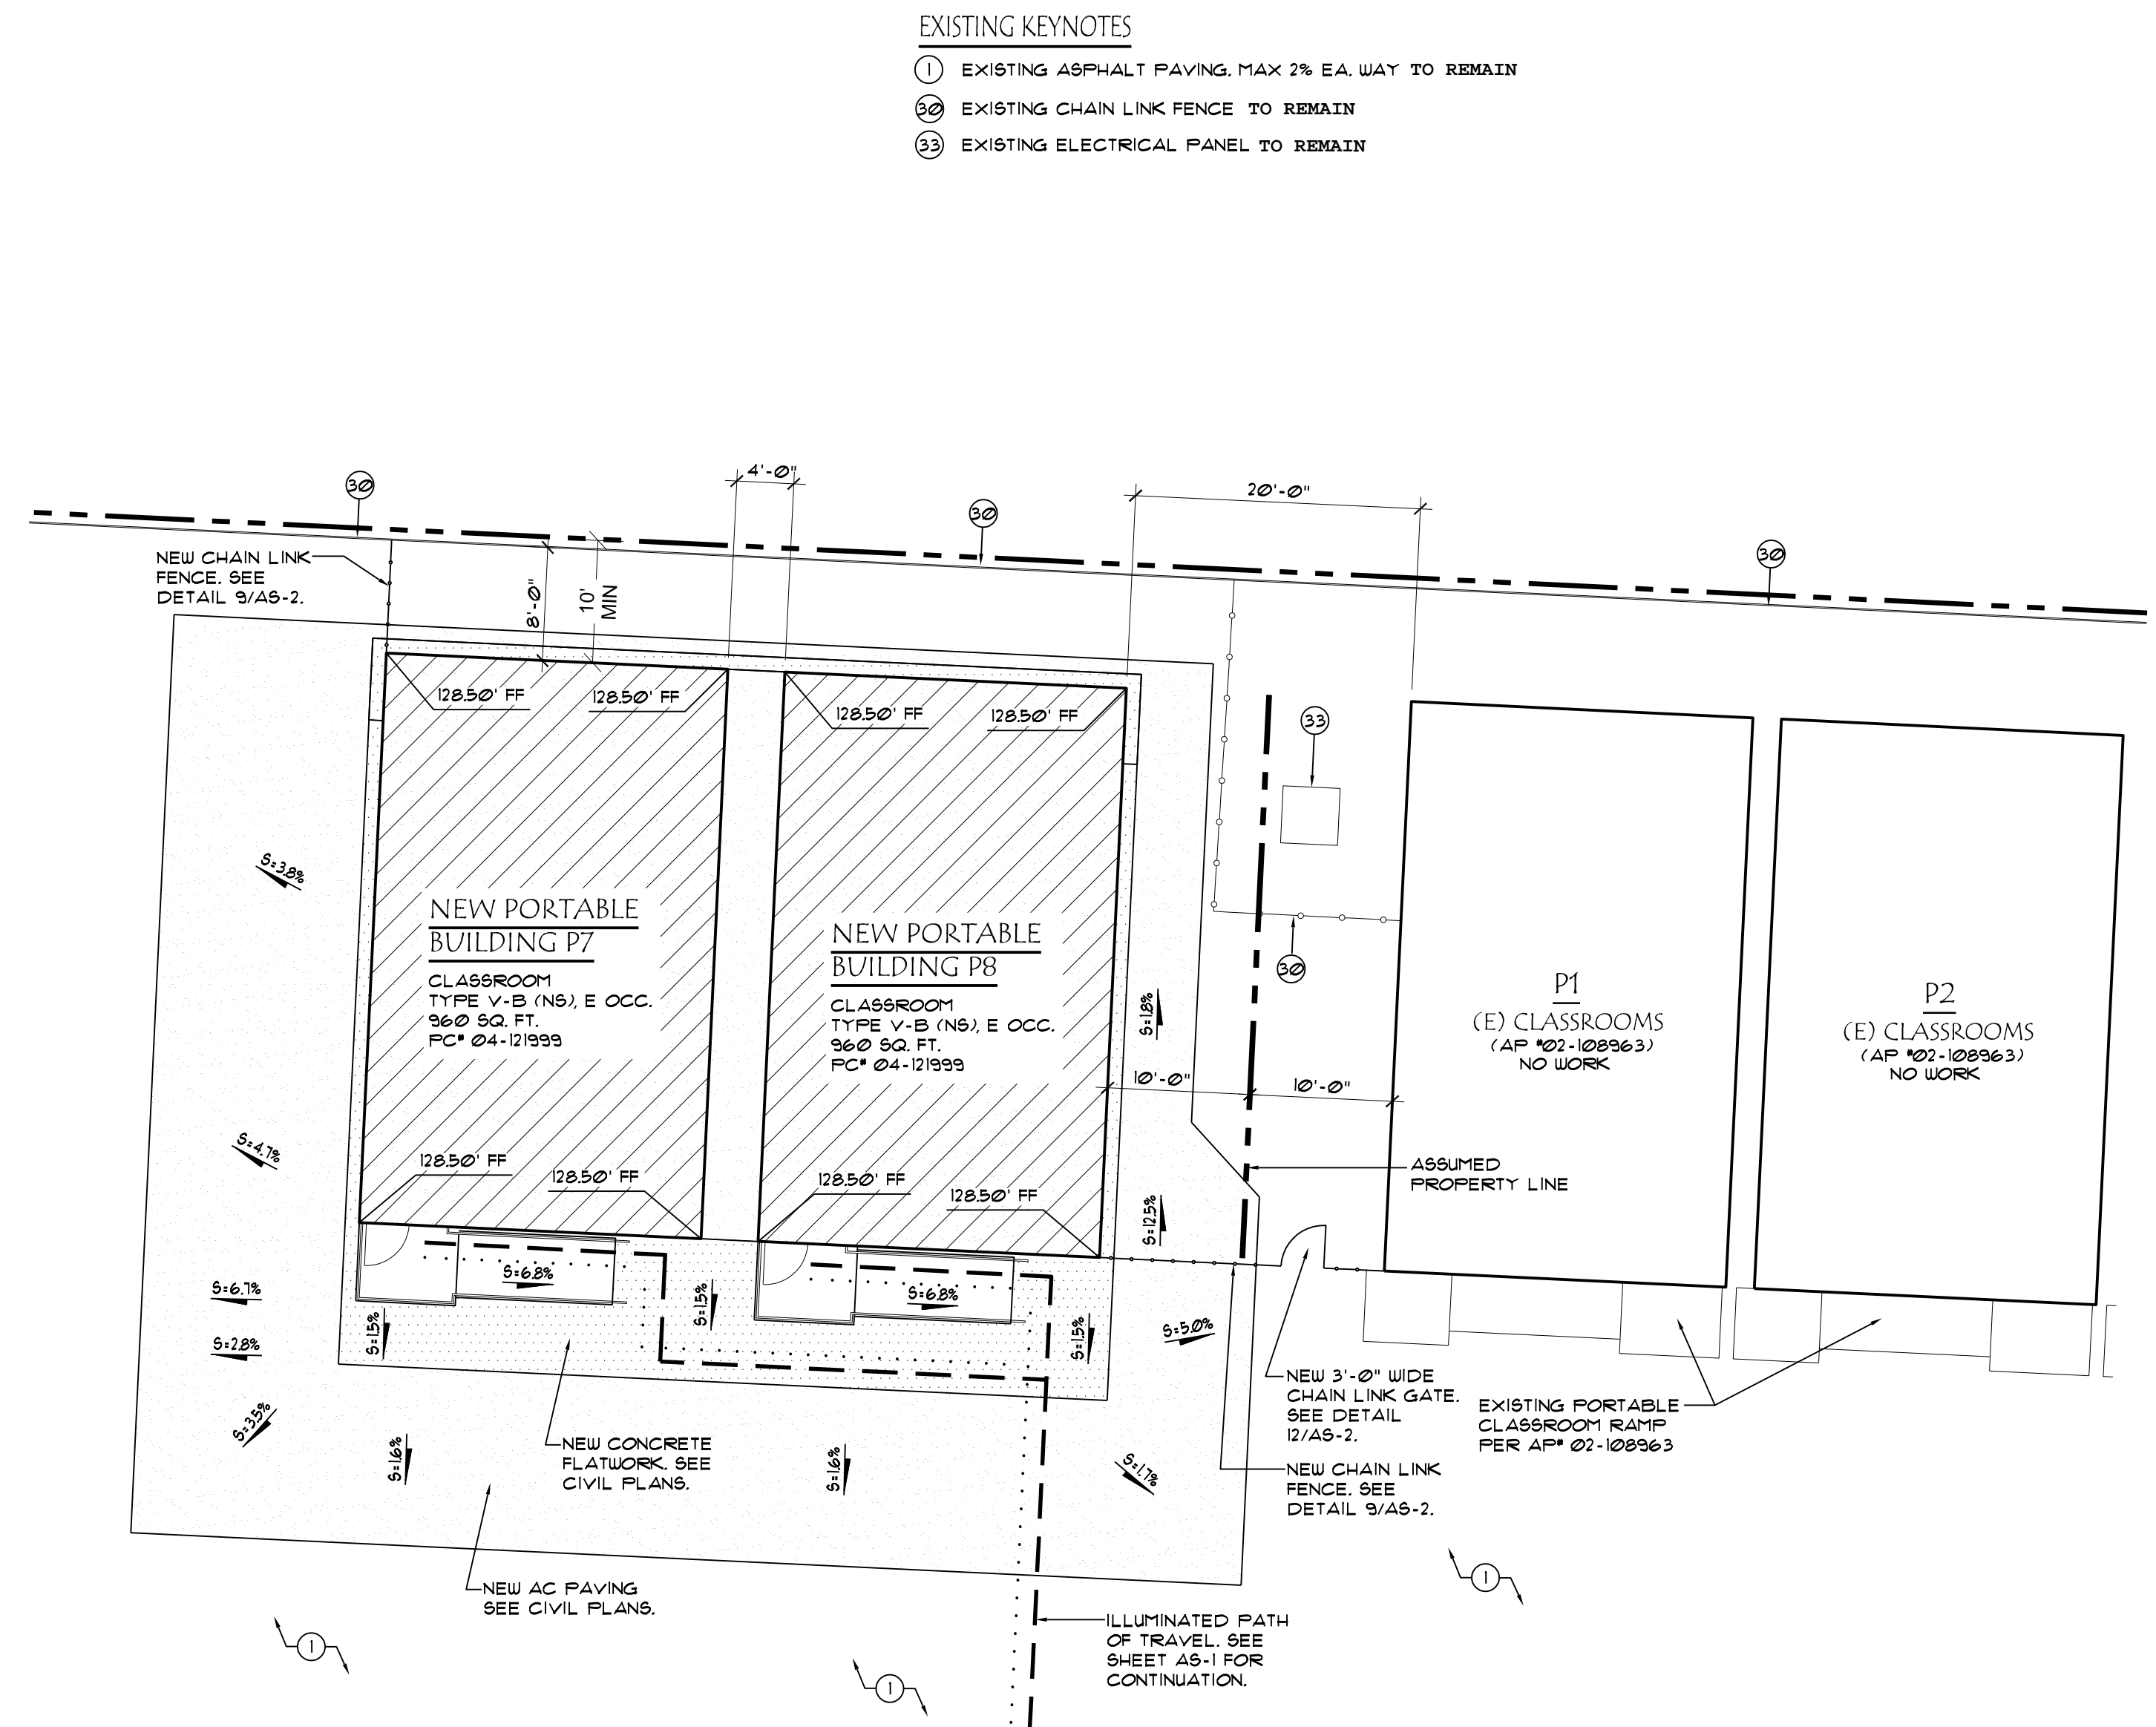 EXISTING KEYNOTES
1 EXISTING ASPHALT PAVING. MAX 2% EA. WAY TO REMAIN
30 EXISTING CHAIN LINK FENCE TO REMAIN
33 EXISTING ELECTRICAL PANEL TO REMAIN
4'-0"
30
20'-0"
30
30
NEW CHAIN LINK
FENCE. SEE
DETAIL 9/AS-2.
8'-0"
10'
MIN
128.50' FF
128.50' FF
128.50' FF
128.50' FF
33
S=3.8%
NEW PORTABLE
BUILDING P7
CLASSROOM
TYPE V-B (NS), E OCC.
960 SQ. FT.
PC# 04-121999
NEW PORTABLE
BUILDING P8
CLASSROOM
TYPE V-B (NS), E OCC.
960 SQ. FT.
PC# 04-121999
30
P1
(E) CLASSROOMS
(AP #02-108963)
NO WORK
P2
(E) CLASSROOMS
(AP #02-108963)
NO WORK
S=1.8%
10'-0"
10'-0"
S=4.7%
128.50' FF
128.50' FF
128.50' FF
128.50' FF
ASSUMED
PROPERTY LINE
S=12.5%
S=6.8%
S=6.8%
S=6.7%
S=2.8%
S=1.5%
S=1.5%
S=1.5%
S=5.0%
S=3.5%
S=1.6%
S=1.6%
S=1.7%
NEW 3'-0" WIDE
CHAIN LINK GATE.
SEE DETAIL
12/AS-2.
EXISTING PORTABLE
CLASSROOM RAMP
PER AP# 02-108963
NEW CONCRETE
FLATWORK. SEE
CIVIL PLANS.
NEW CHAIN LINK
FENCE. SEE
DETAIL 9/AS-2.
NEW AC PAVING
SEE CIVIL PLANS.
1
ILLUMINATED PATH
OF TRAVEL. SEE
SHEET AS-1 FOR
CONTINUATION.
1
1